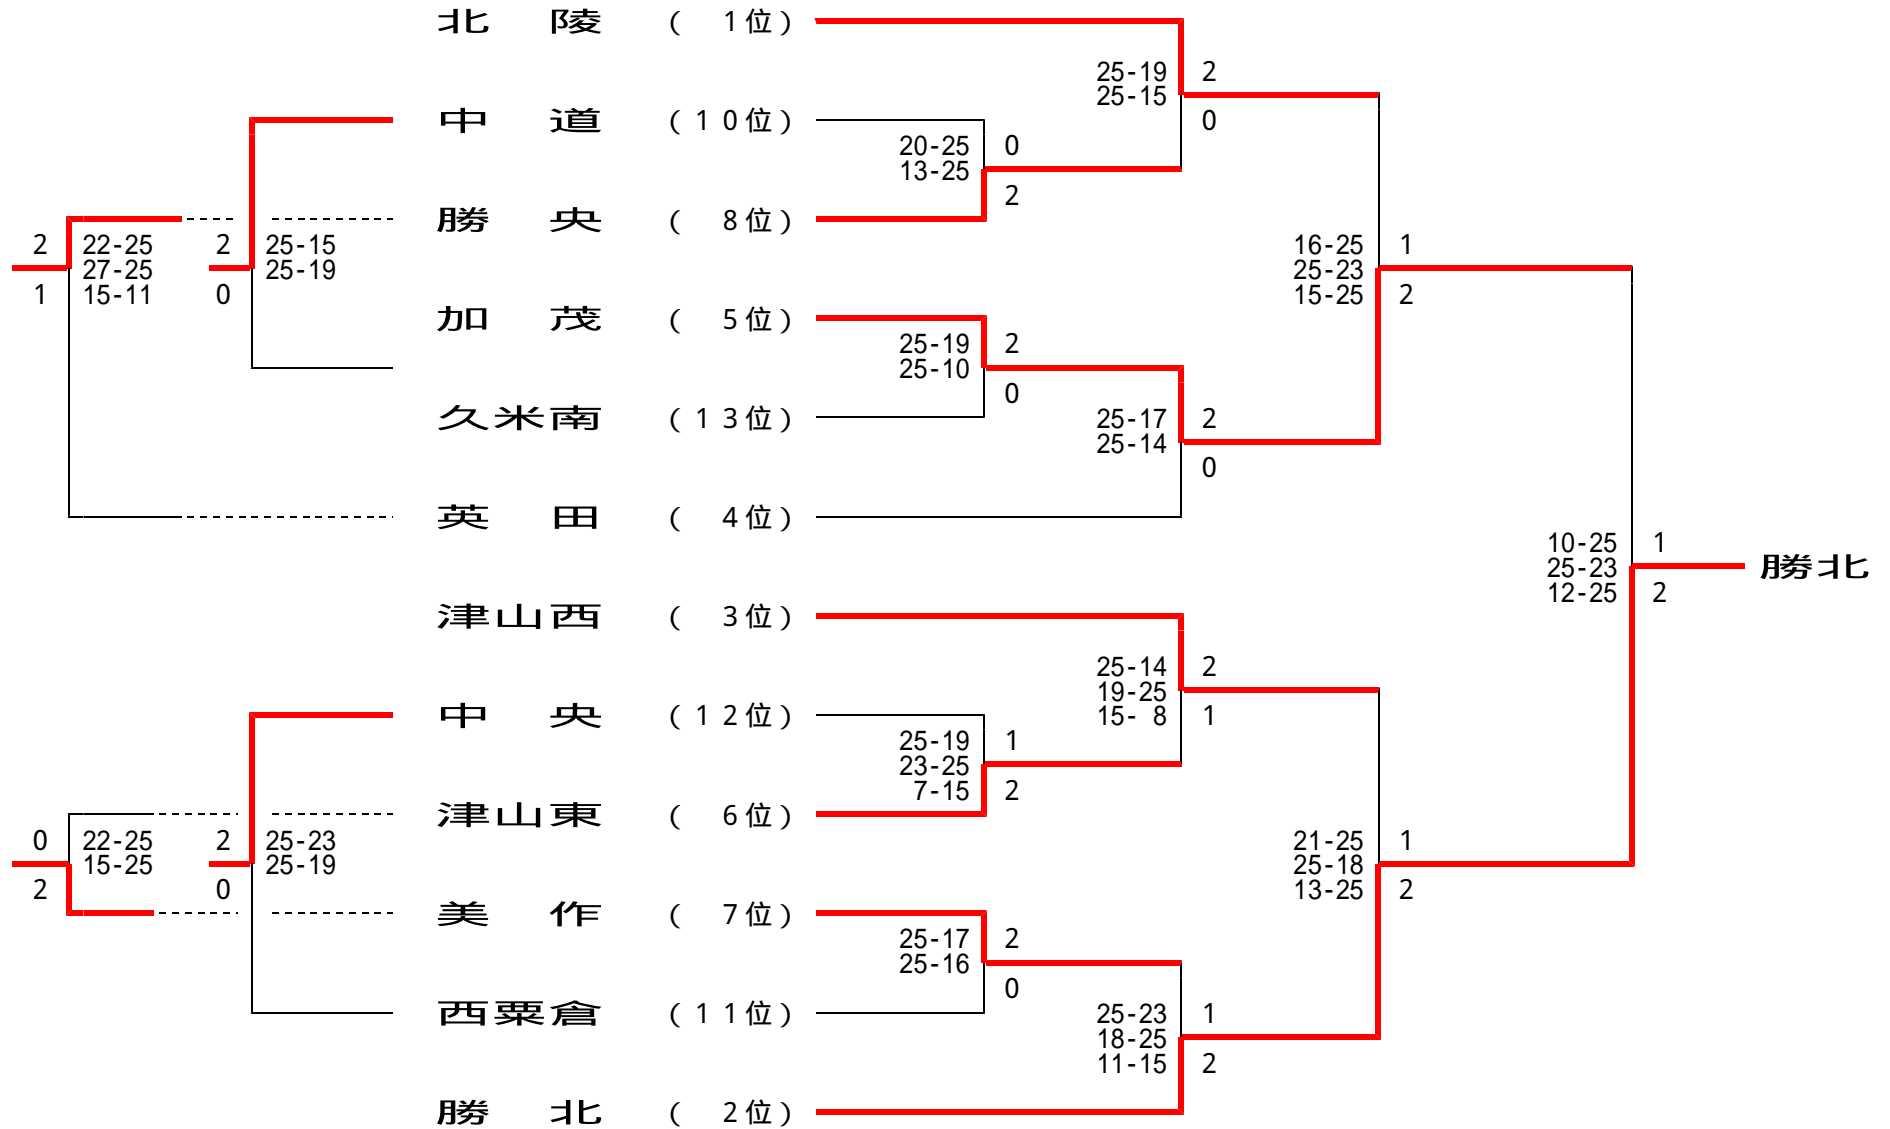 北 陵 ( 1位)
25-19 2
25-15
0
中 道 (10位)
20-25 0
13-25
2
勝 央 ( 8位)
2 22-25 2 25-15
27-25 25-19
1 15-11 0
16-25 1
25-23
15-25 2
加 茂 ( 5位)
25-19 2
25-10
0
久米南 (13位)
25-17 2
25-14
0
英 田 ( 4位)
10-25 1
25-23 勝北
12-25 2
津山西 ( 3位)
25-14 2
19-25
15- 8 1
中 央 (12位)
25-19 1
23-25
7-15 2
津山東 ( 6位)
0 22-25 2 25-23
15-25 25-19
2 0
21-25 1
25-18
13-25 2
美 作 ( 7位)
25-17 2
25-16
0
西粟倉 (11位)
25-23 1
18-25
11-15 2
勝 北 ( 2位)